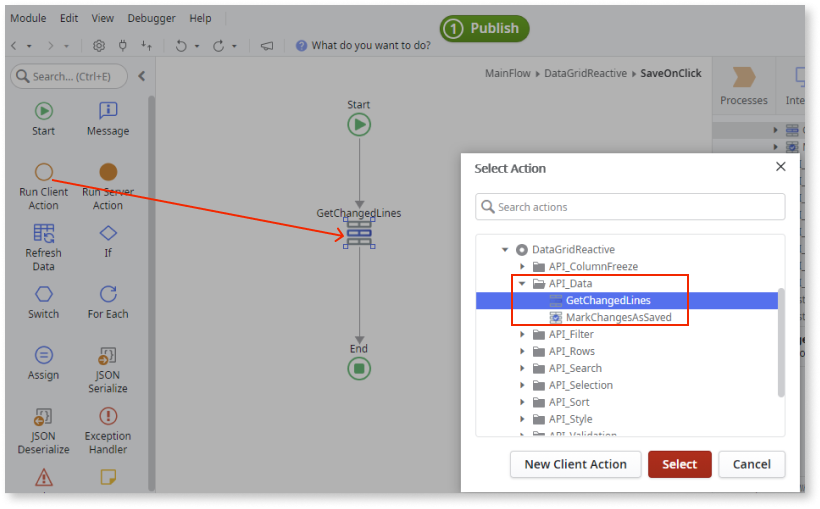 Module Edit View Debugger Help
1 Publish
What do you want to do?
Search... (Ctrl+E)
MainFlow DataGridReactive SaveOnClick
Start Message
Run Client Action
Run Server Action
Refresh Data
If
Switch For Each
Assign
JSON Serialize
JSON Deserialize
Exception Handler
Start
GetChangedLines
End
Processes
Select Action
Search actions
DataGridReactive
API_ColumnFreeze
API_Data
GetChangedLines
MarkChangesAsSaved
API_Filter
API_Rows
API_Search
API_Selection
API_Sort
API_Style
API_Validation
New Client Action Select Cancel